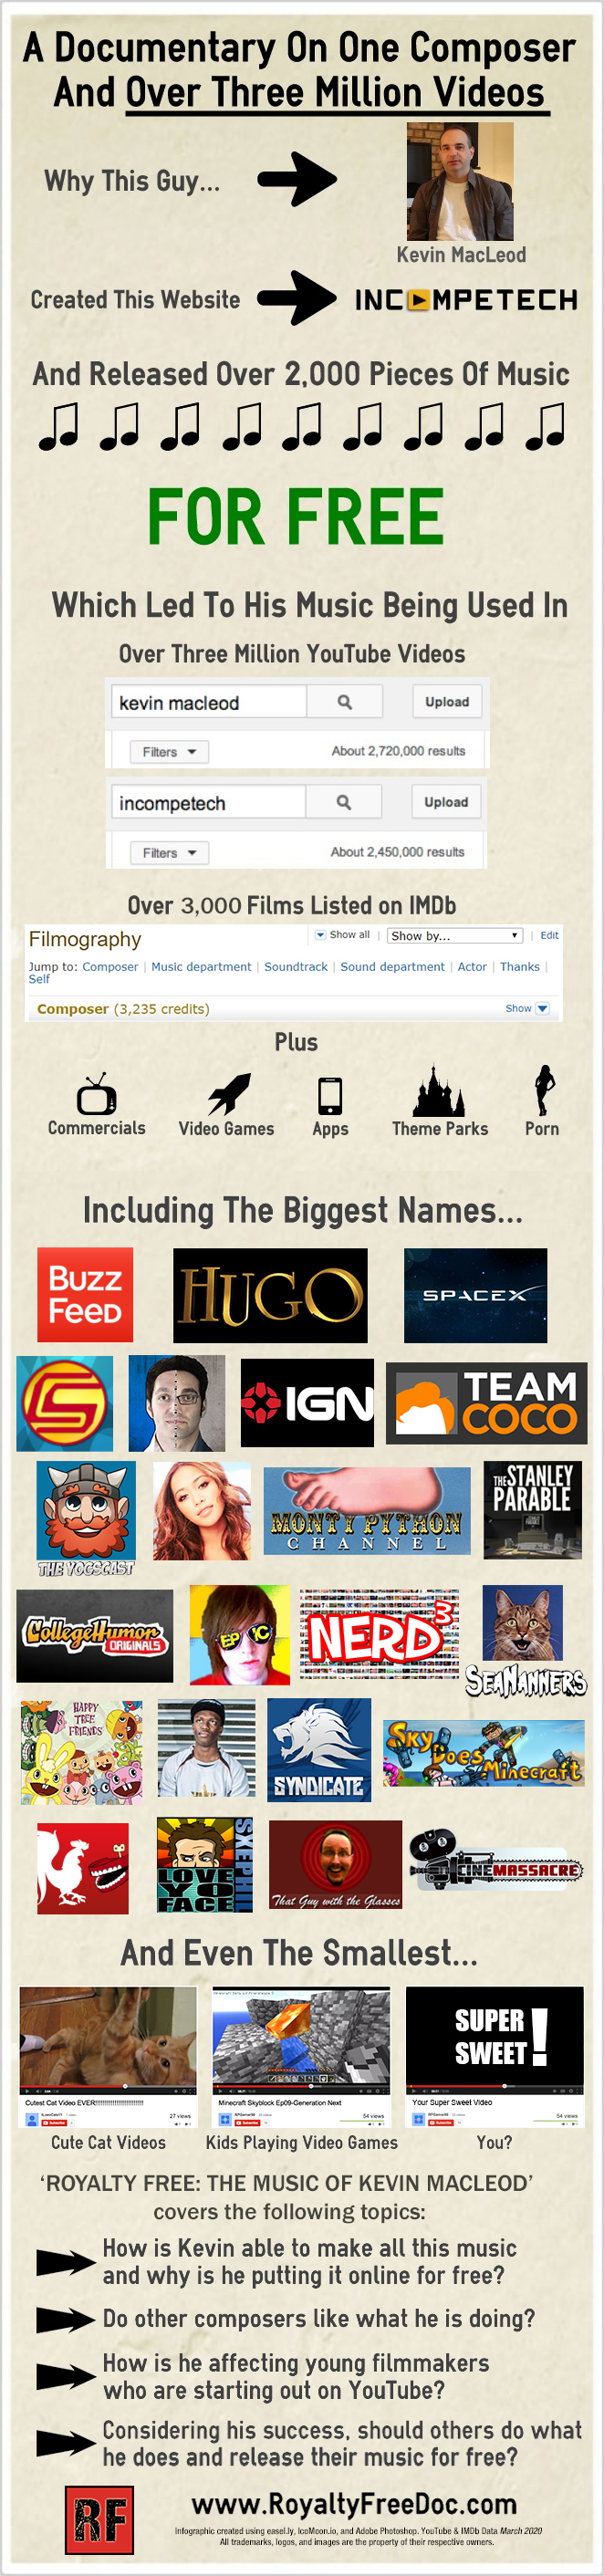 A Documentary On One Composer
And Over Three Million Videos
Why This Guy...
Kevin MacLeod
Created This Website
INCOMPETECH
And Released Over 2,000 Pieces Of Music
FOR FREE
Which Led To His Music Being Used In
Over Three Million YouTube Videos
kevin macleod
Upload
Filters
About 2,720,000 results
incompetech
Upload
Filters
About 2,450,000 results
Over 3,000 Films Listed on IMDb
Filmography
Show all | Show by... | Edit
Jump to: Composer | Music department | Soundtrack | Sound department | Actor | Thanks |
Self
Composer (3,235 credits)
Show
Plus
Commercials
Video Games
Apps
Theme Parks
Porn
Including The Biggest Names...
BuzzFeeD
HUGO
SPACEX
IGN
TEAM
COCO
THE YOGSCAST
MONTY PYTHON
CHANNEL
THE STANLEY
PARABLE
CollegeHumor
ORIGINALS
EPIC
NERD³
SEANANNERS
HAPPY
TREE
FRIENDS
SYNDICATE
Sky
Does
Minecraft
LOVE
YO
FACE
SXEPHIL
That Guy with the Glasses
CINEMASSACRE
And Even The Smallest...
SUPER
SWEET!
Cutest Cat Video EVER!!!!!!!!!!!!!!!!!!!!!!!!!!!!
27 views
Minecraft Skyblock Ep09-Generation Next
54 views
Your Super Sweet Video
54 views
Cute Cat Videos
Kids Playing Video Games
You?
‘ROYALTY FREE: THE MUSIC OF KEVIN MACLEOD’
covers the following topics:
How is Kevin able to make all this music
and why is he putting it online for free?
Do other composers like what he is doing?
How is he affecting young filmmakers
who are starting out on YouTube?
Considering his success, should others do what
he does and release their music for free?
RF
www.RoyaltyFreeDoc.com
Infographic created using easel.ly, IcoMoon.io, and Adobe Photoshop. YouTube & IMDb Data March 2020
All trademarks, logos, and images are the property of their respective owners.